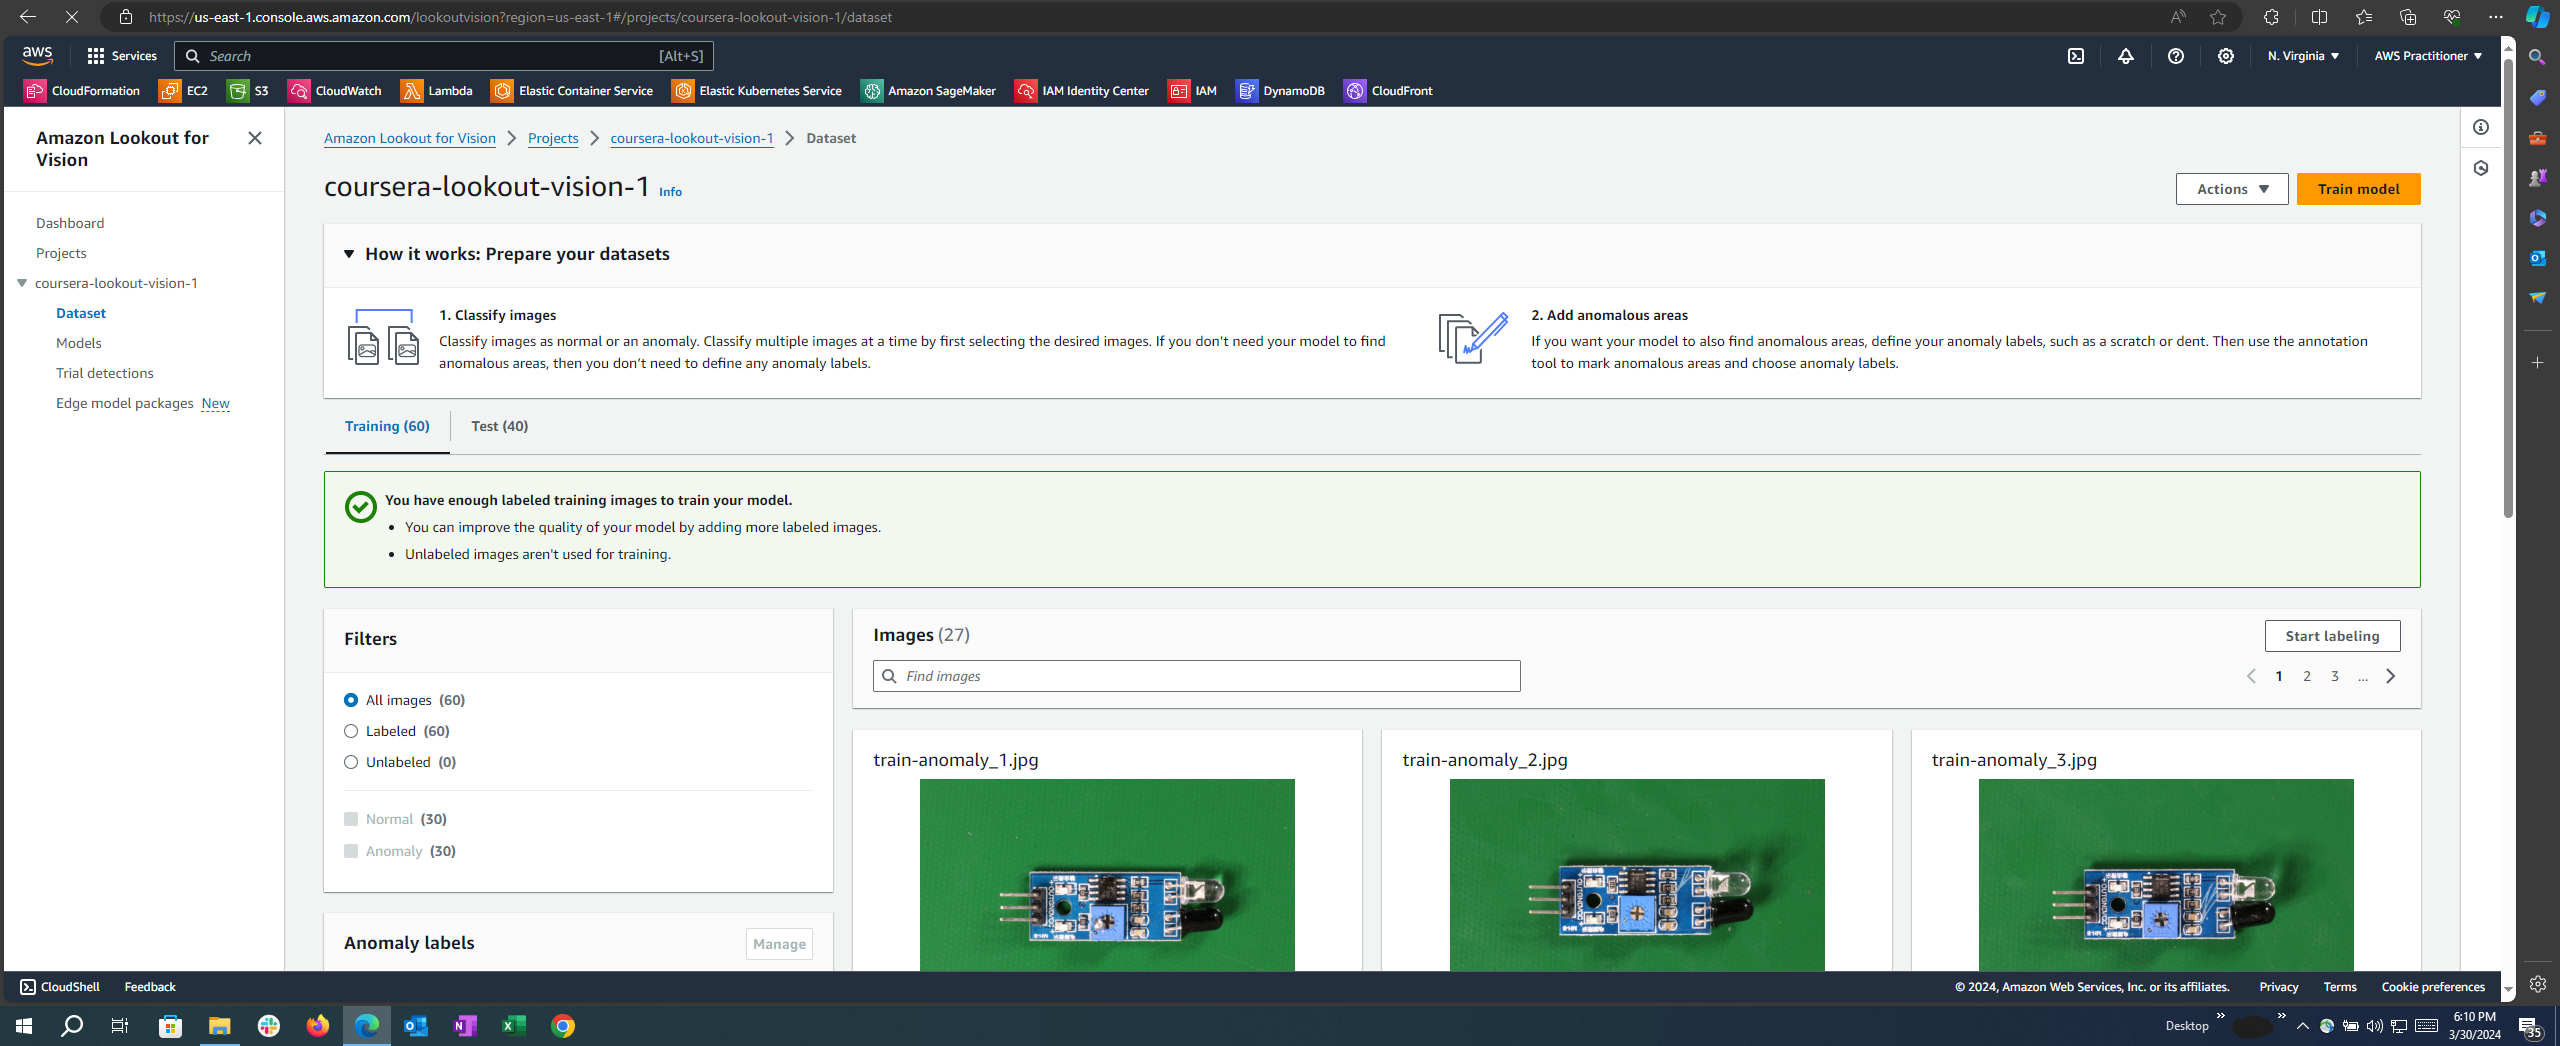 https://us-east-1.console.aws.amazon.com/lookoutvision?region=us-east-1#/projects/coursera-lookout-vision-1/dataset
aws
Services
Search
[Alt+S]
N. Virginia
AWS Practitioner
CloudFormation
EC2
S3
CloudWatch
Lambda
Elastic Container Service
Elastic Kubernetes Service
Amazon SageMaker
IAM Identity Center
IAM
DynamoDB
CloudFront
Amazon Lookout for
Vision
Dashboard
Projects
coursera-lookout-vision-1
Dataset
Models
Trial detections
Edge model packages New
Amazon Lookout for Vision
Projects
coursera-lookout-vision-1
Dataset
coursera-lookout-vision-1 Info
Actions
Train model
How it works: Prepare your datasets
1. Classify images
Classify images as normal or an anomaly. Classify multiple images at a time by first selecting the desired images. If you don't need your model to find
anomalous areas, then you don't need to define any anomaly labels.
2. Add anomalous areas
If you want your model to also find anomalous areas, define your anomaly labels, such as a scratch or dent. Then use the annotation
tool to mark anomalous areas and choose anomaly labels.
Training (60)
Test (40)
You have enough labeled training images to train your model.
• You can improve the quality of your model by adding more labeled images.
• Unlabeled images aren't used for training.
Filters
All images (60)
Labeled (60)
Unlabeled (0)
Normal (30)
Anomaly (30)
Anomaly labels
Manage
Images (27)
Start labeling
Find images
1 2 3 ...
train-anomaly_1.jpg
train-anomaly_2.jpg
train-anomaly_3.jpg
CloudShell
Feedback
© 2024, Amazon Web Services, Inc. or its affiliates.
Privacy
Terms
Cookie preferences
Desktop
6:10 PM
3/30/2024
35